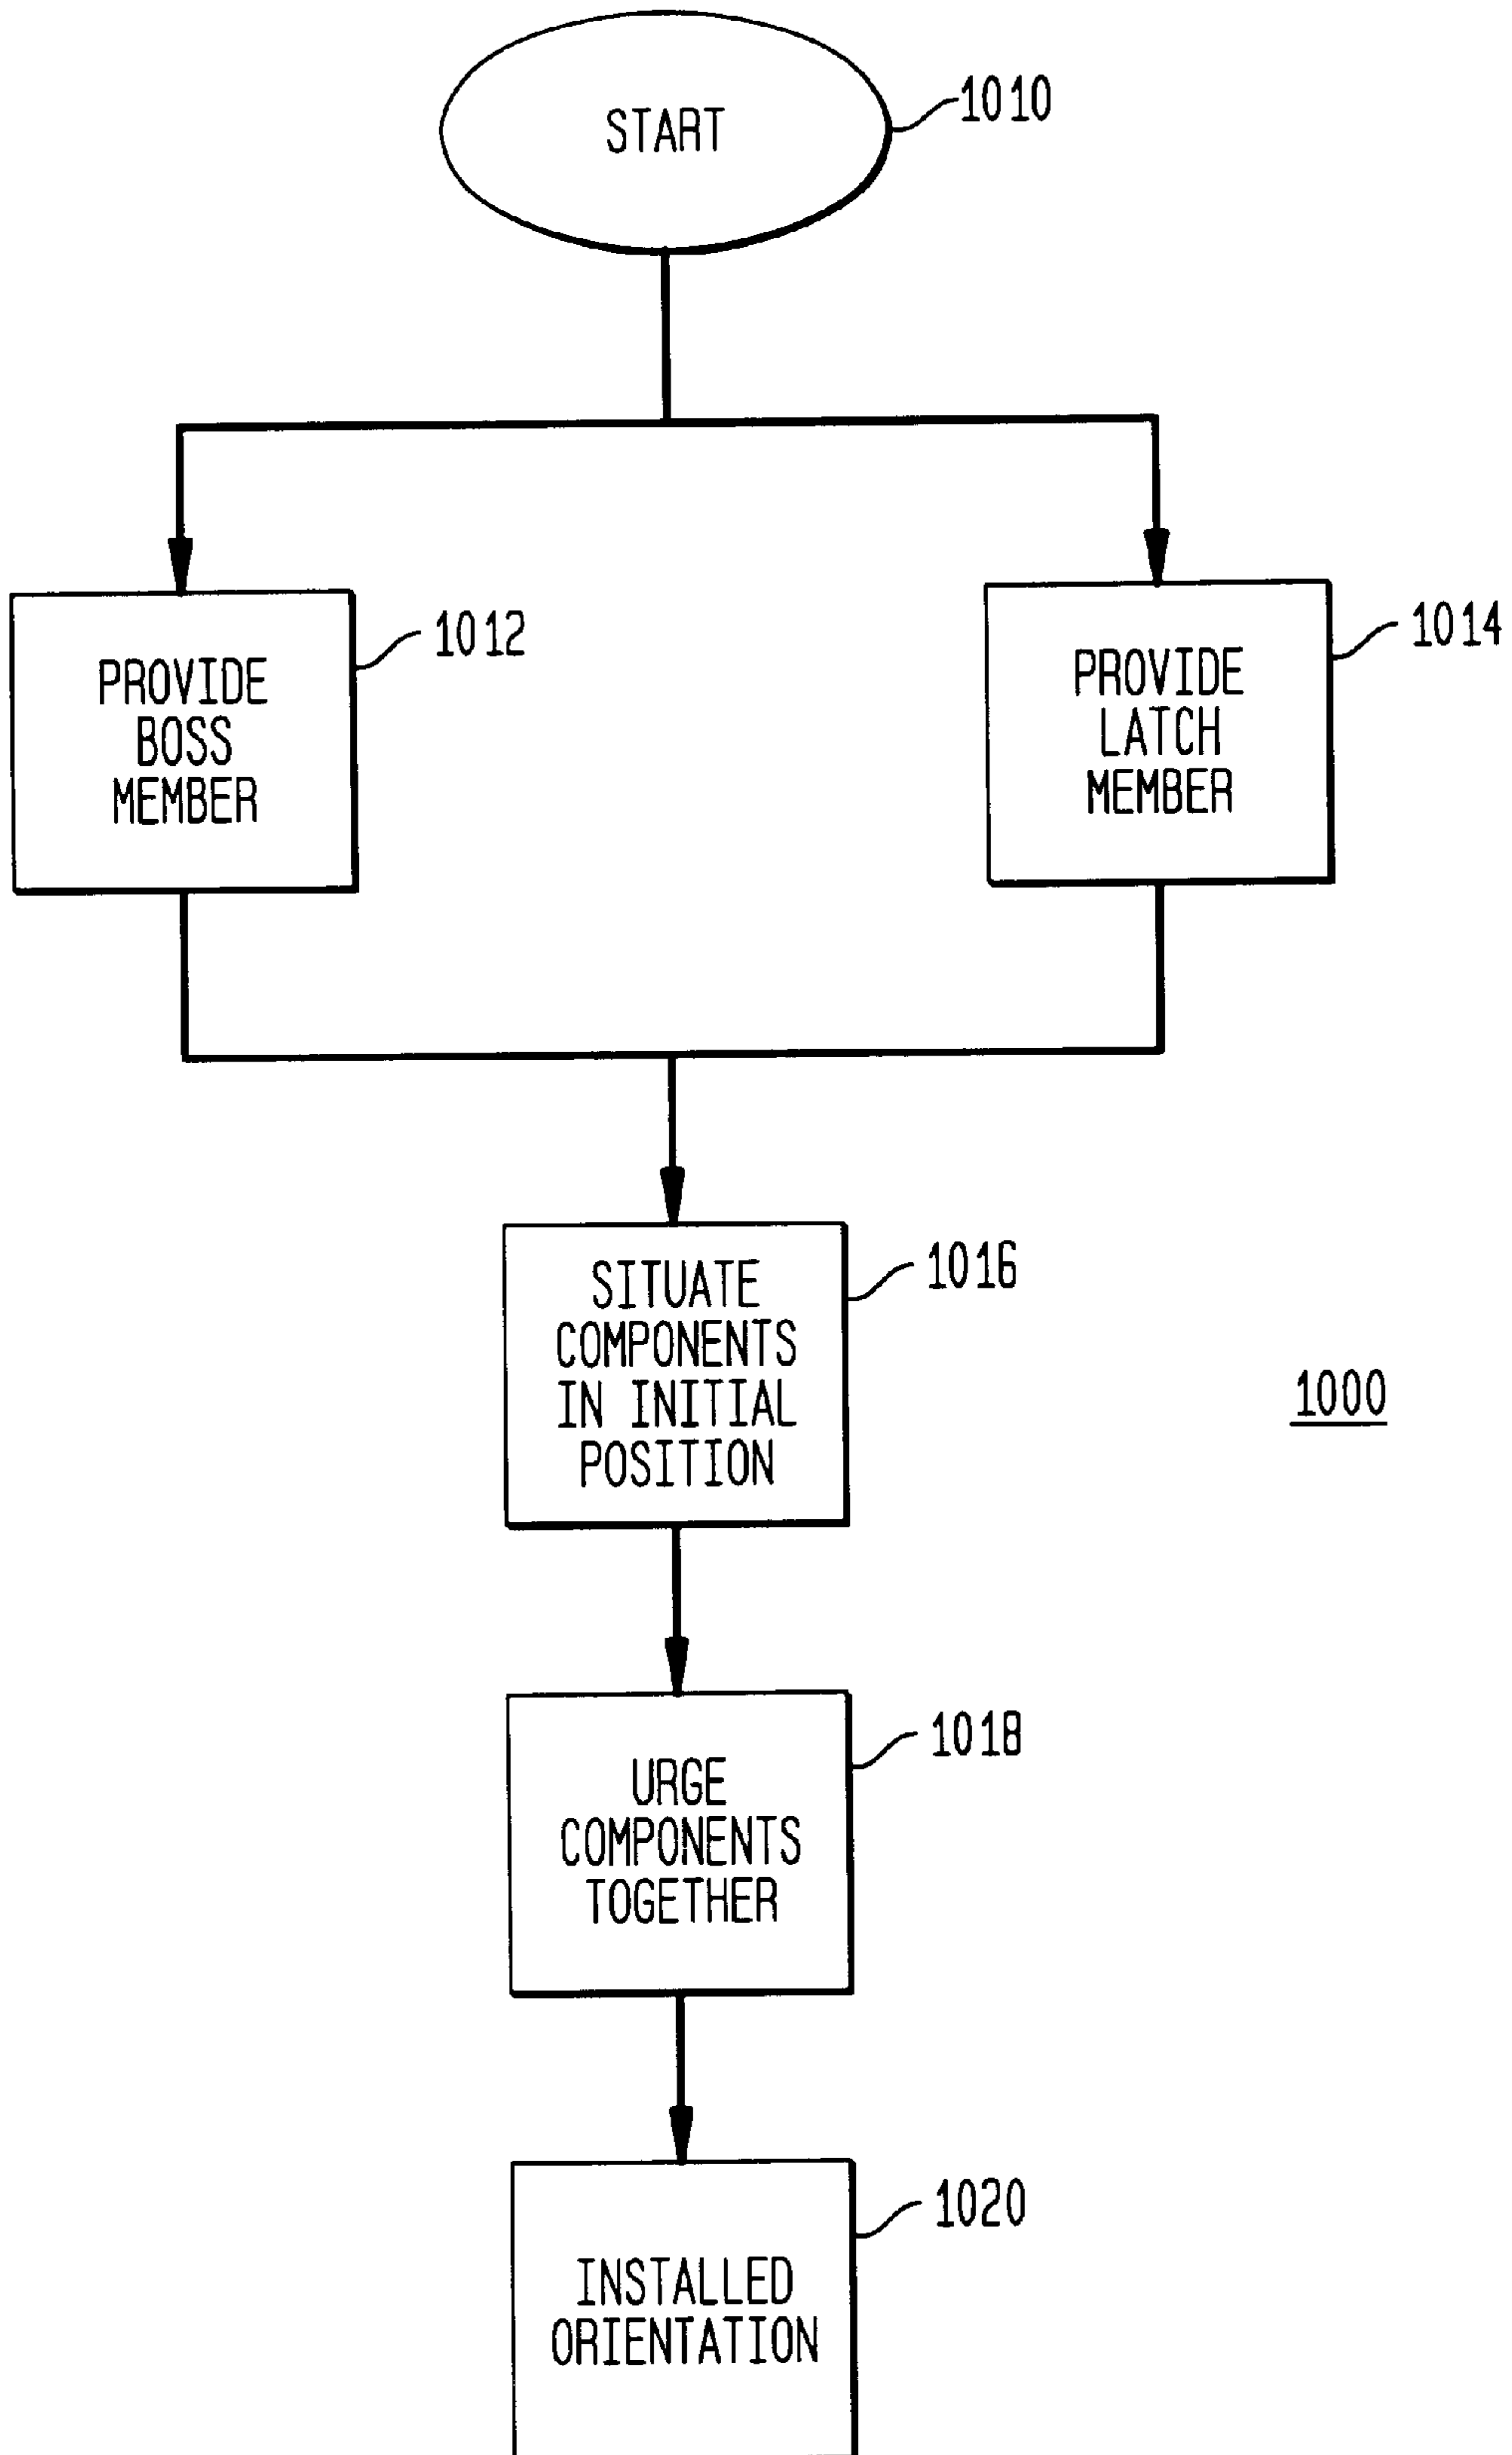 START
1010
PROVIDE
BOSS
MEMBER
1012
PROVIDE
LATCH
MEMBER
1014
SITUATE
COMPONENTS
IN INITIAL
POSITION
1016
1000
URGE
COMPONENTS
TOGETHER
1018
INSTALLED
ORIENTATION
1020